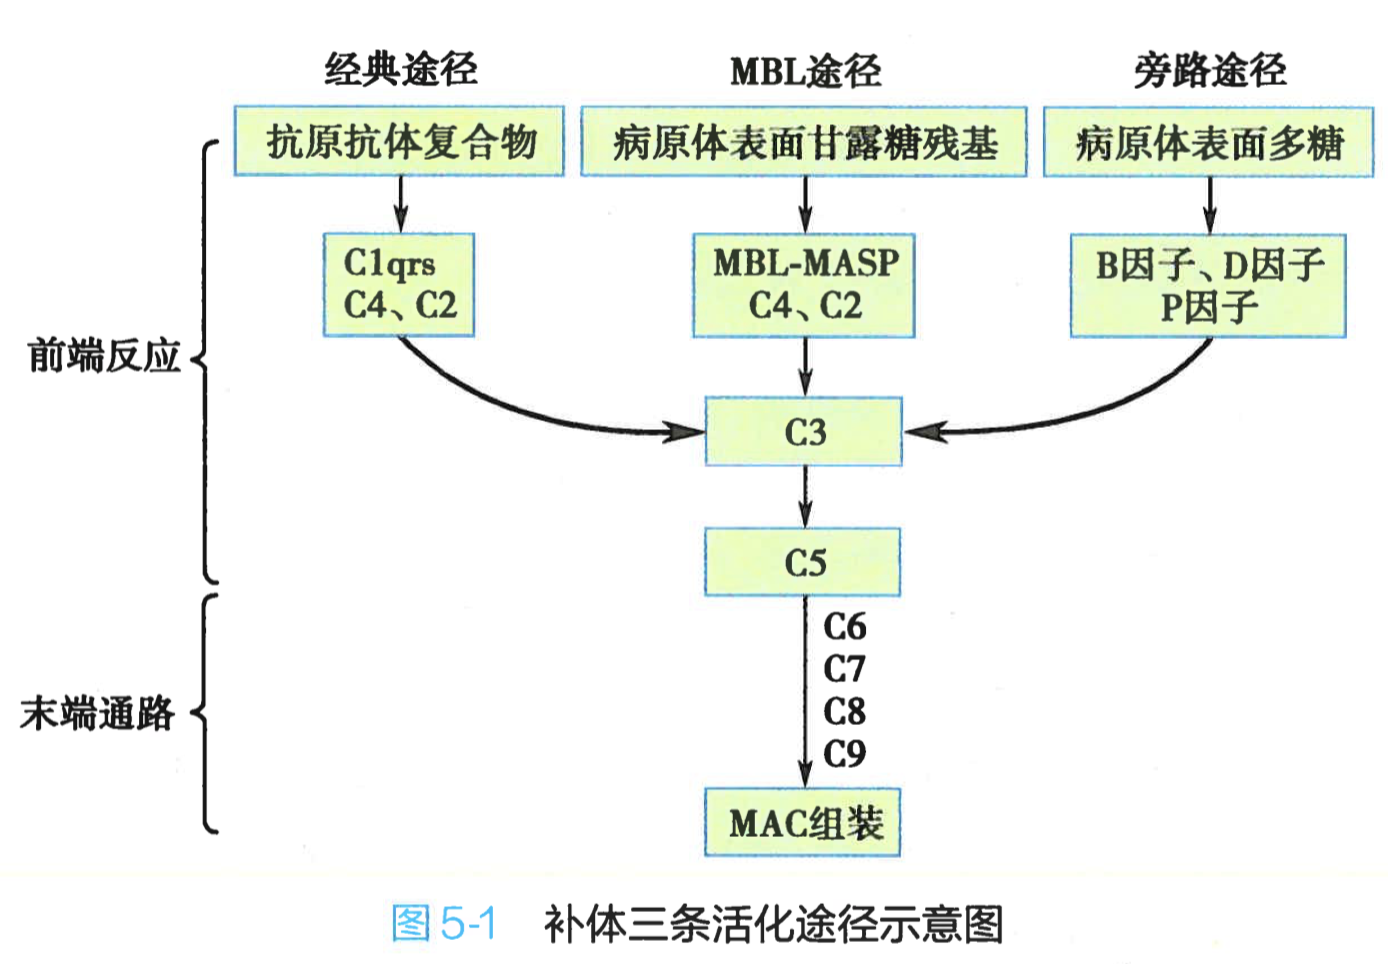 经典途径
MBL途径
旁路途径
抗原抗体复合物
病原体表面甘露糖残基
病原体表面多糖
C1qrs
C4、C2
MBL-MASP
C4、C2
B因子、D因子
P因子
前端反应
C3
C5
C6
C7
C8
C9
末端通路
MAC组装
图5-1 补体三条活化途径示意图